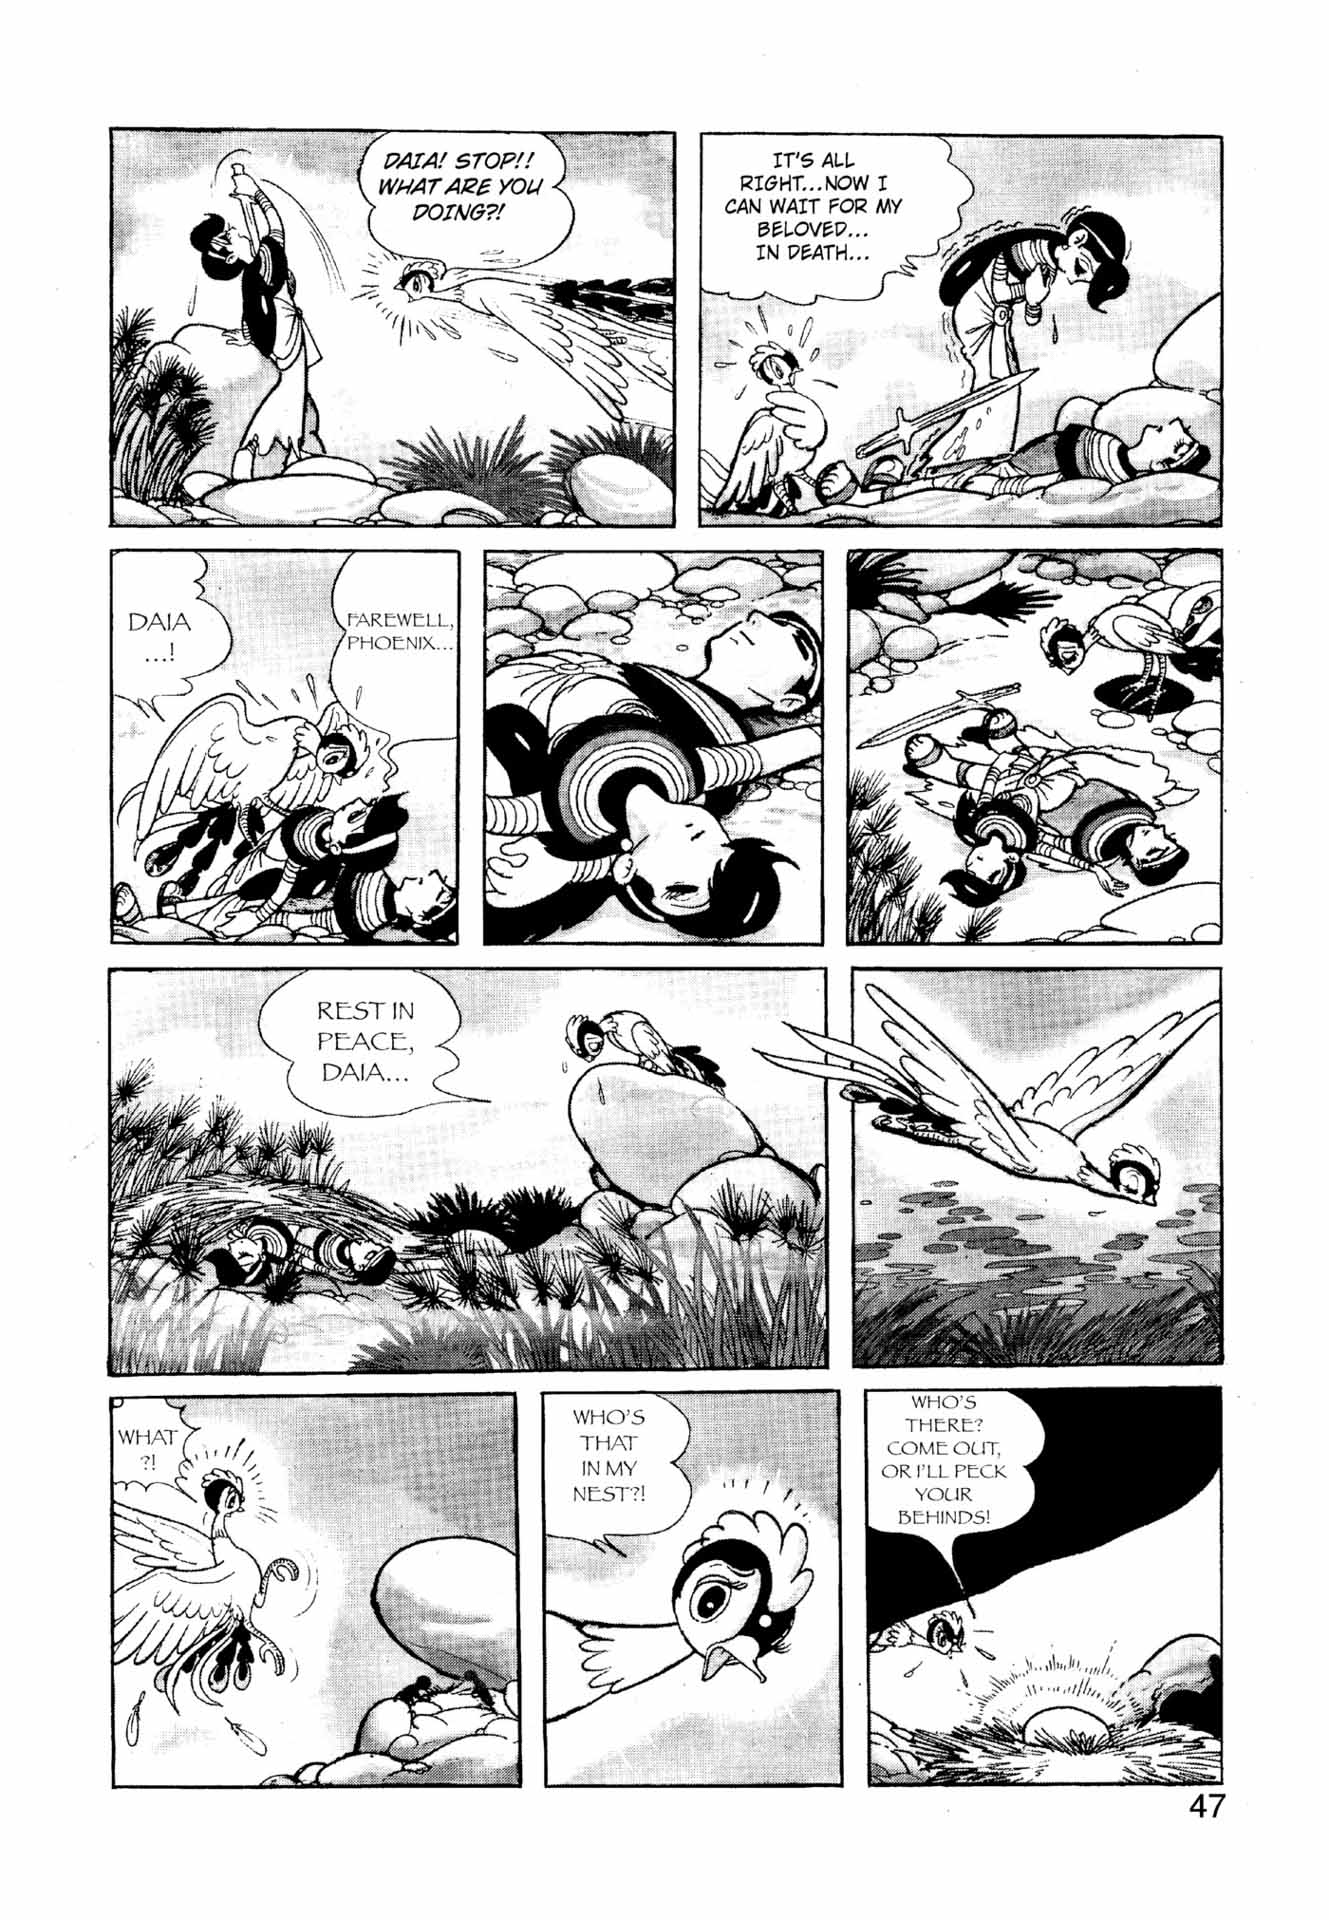 DAIA! STOP!!
WHAT ARE YOU
DOING?!
IT'S ALL
RIGHT...NOW I
CAN WAIT FOR MY
BELOVED...
IN DEATH...
DAIA
...!
FAREWELL,
PHOENIX...
REST IN
PEACE,
DAIA...
WHAT
?!
WHO'S
THAT
IN MY
NEST?!
WHO'S
THERE?
COME OUT,
OR I'LL PECK
YOUR
BEHINDS!
47